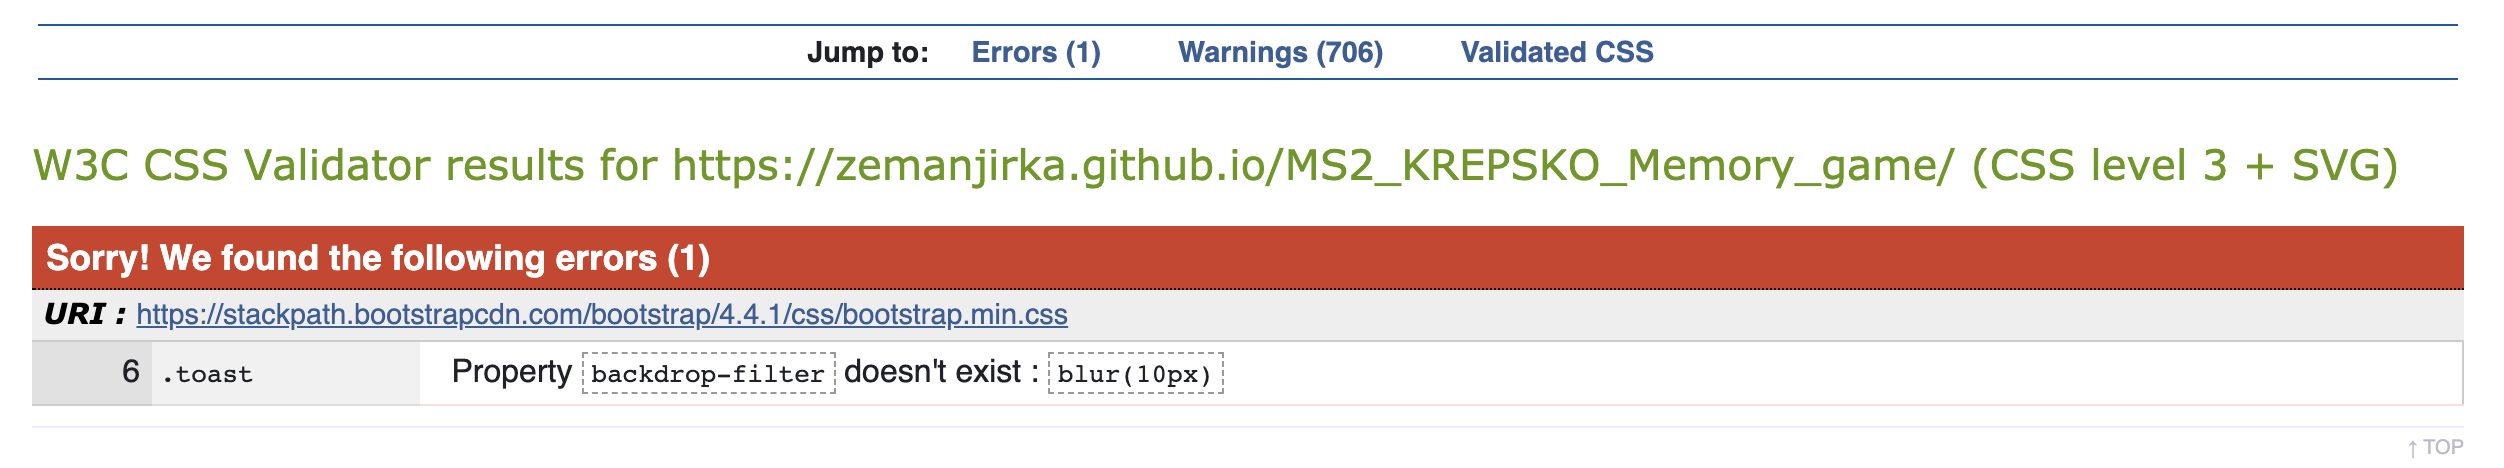 Jump to: Errors (1) Warnings (706) Validated CSS
W3C CSS Validator results for https://zemanjirka.github.io/MS2_KREPSKO_Memory_game/ (CSS level 3 + SVG)
Sorry! We found the following errors (1)
URI : https://stackpath.bootstrapcdn.com/bootstrap/4.4.1/css/bootstrap.min.css
6 .toast Property backdrop-filter doesn't exist : blur(10px)
↑ TOP